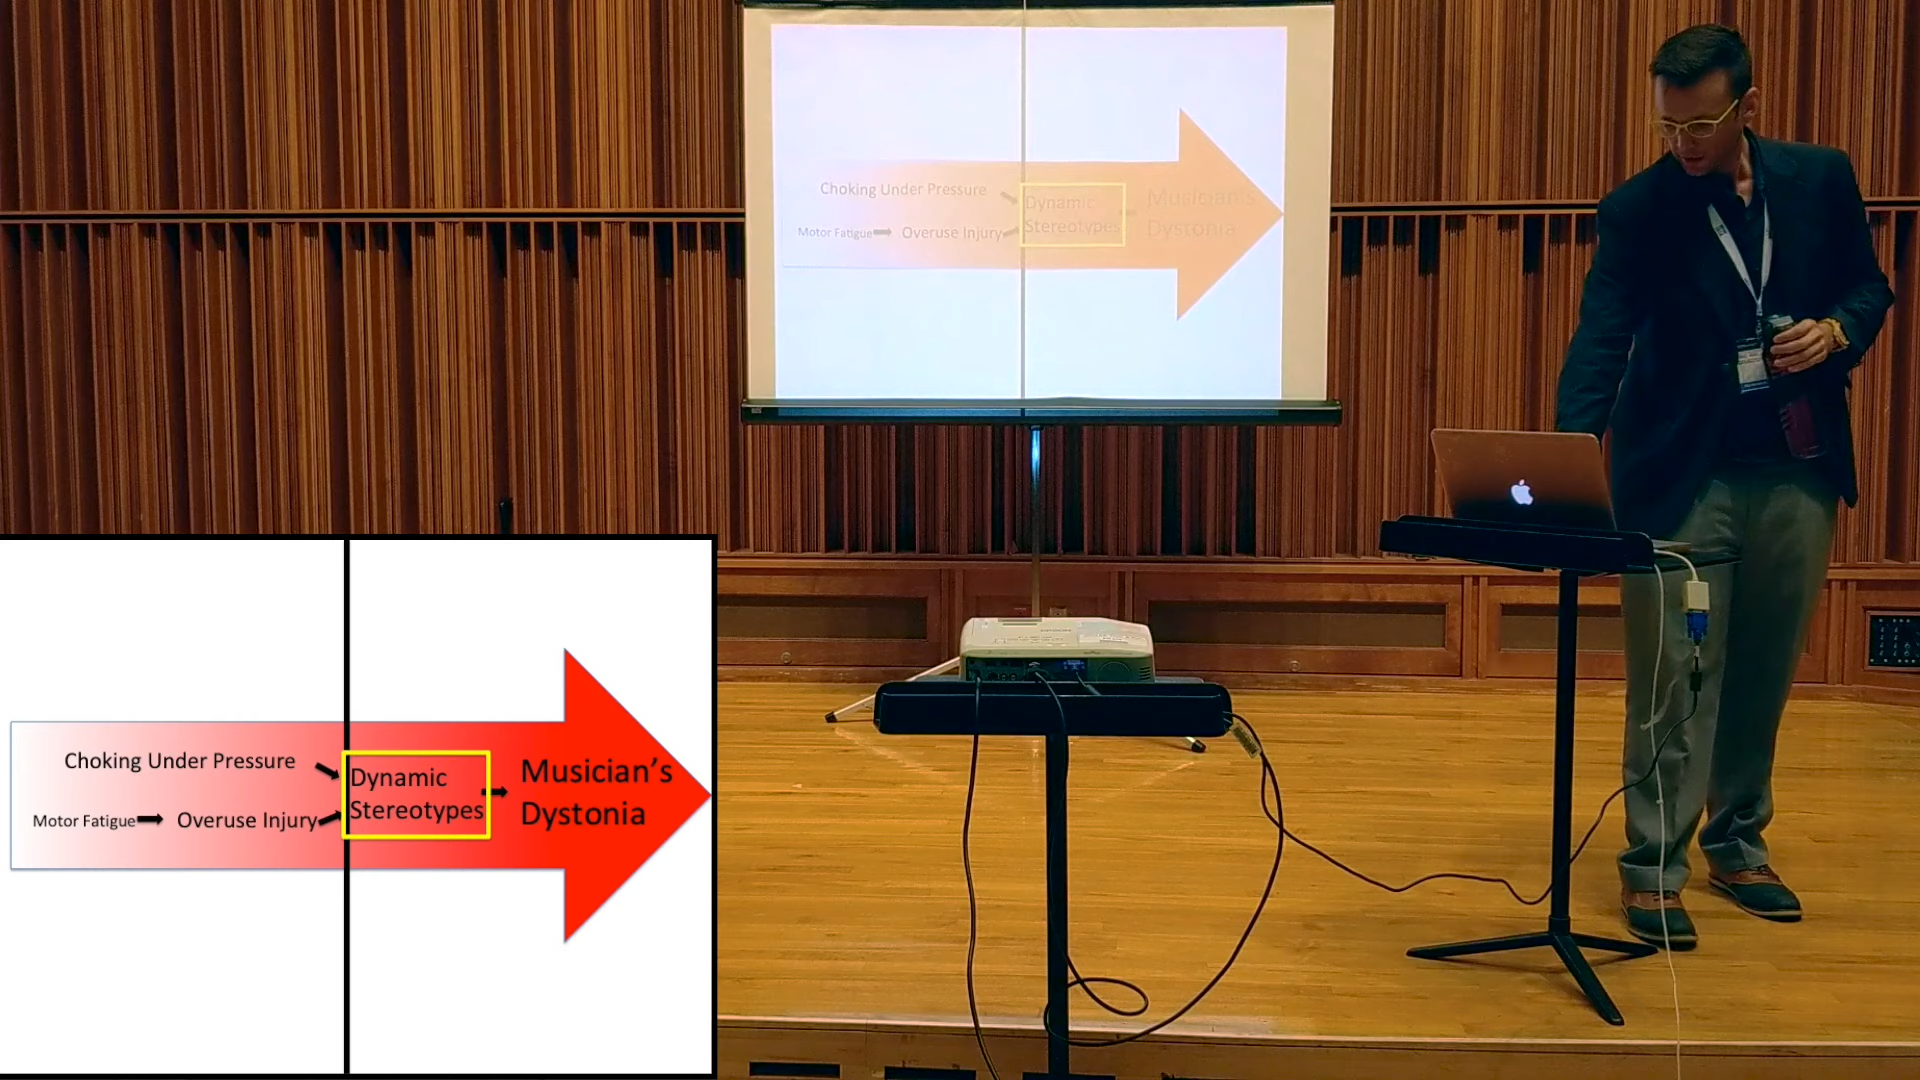 Choking Under Pressure
Motor Fatigue
Overuse Injury
Dynamic
Stereotypes
Musician's
Dystonia
Choking Under Pressure
Motor Fatigue
Overuse Injury
Dynamic
Stereotypes
Musician’s
Dystonia